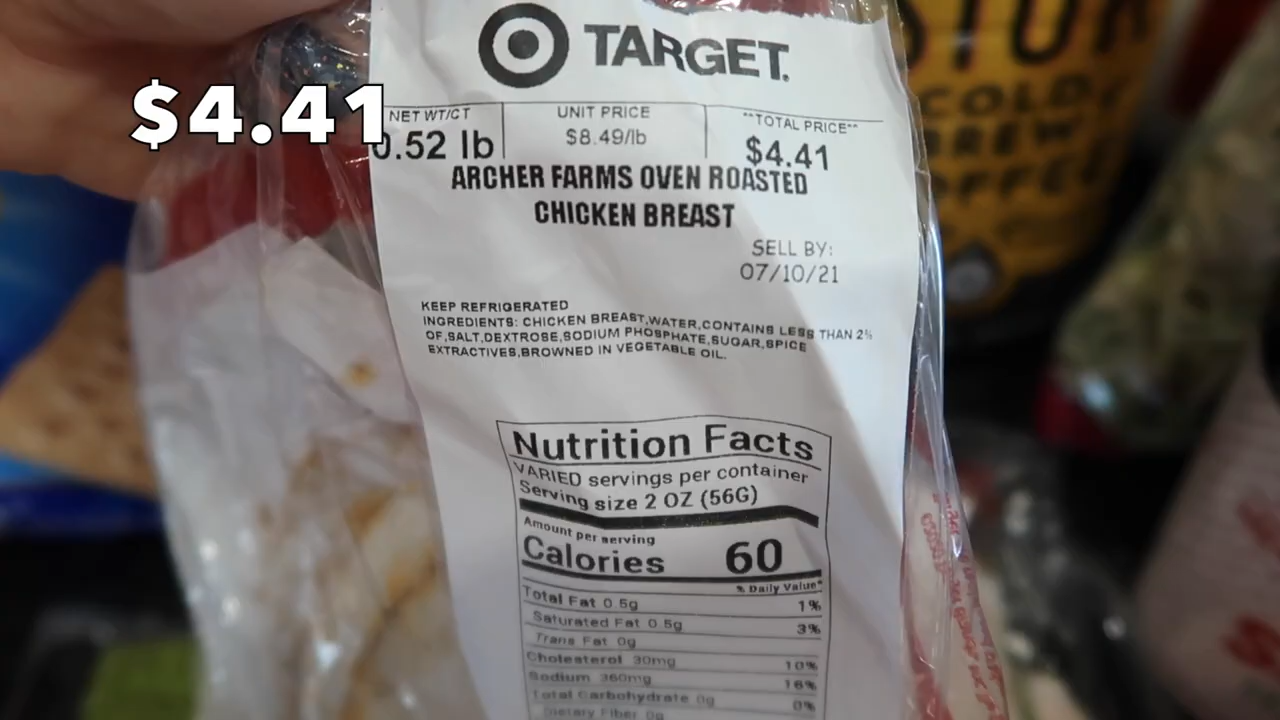 TARGET.
$4.41
NET WT/CT
0.52 lb
UNIT PRICE
$8.49/lb
**TOTAL PRICE**
$4.41
ARCHER FARMS OVEN ROASTED
CHICKEN BREAST
SELL BY:
07/10/21
KEEP REFRIGERATED
INGREDIENTS: CHICKEN BREAST,WATER,CONTAINS LESS THAN 2%
OF,SALT,DEXTROSE,SODIUM PHOSPHATE,SUGAR,SPICE
EXTRACTIVES,BROWNED IN VEGETABLE OIL.
Nutrition Facts
VARIED servings per container
Serving size 2 OZ (56G)
Amount per serving
Calories 60
% Daily Value*
Total Fat 0.5g 1%
Saturated Fat 0.5g 3%
Trans Fat 0g
Cholesterol 30mg 10%
Sodium 360mg 16%
Total Carbohydrate 0g 0%
Dietary Fiber 0g
COLD
BREW
COFFEE